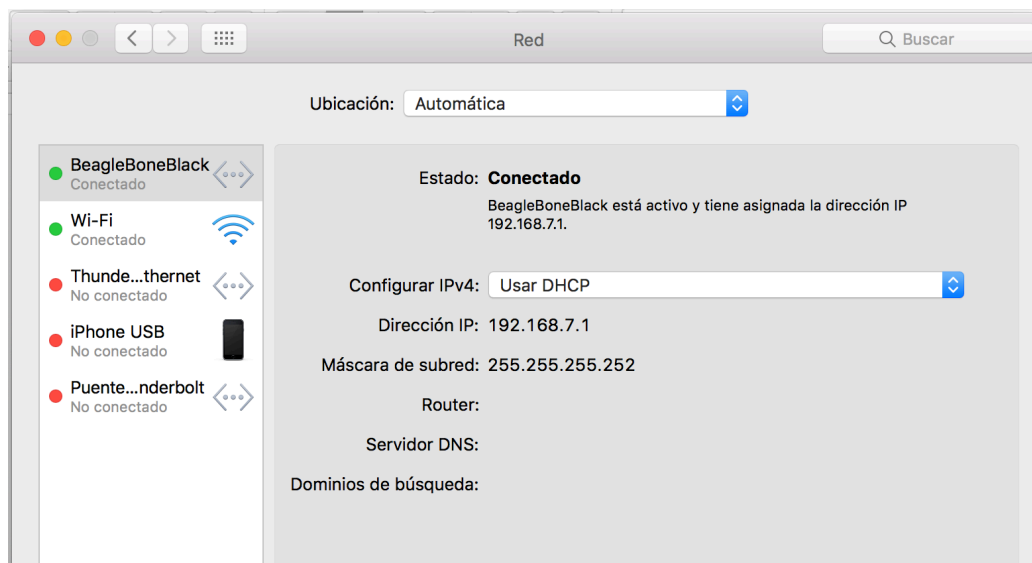 Red
Buscar
Ubicación: Automática
BeagleBoneBlack
Conectado
Wi-Fi
Conectado
Thunde...thernet
No conectado
iPhone USB
No conectado
Puente...nderbolt
No conectado
Estado: Conectado
BeagleBoneBlack está activo y tiene asignada la dirección IP
192.168.7.1.
Configurar IPv4: Usar DHCP
Dirección IP: 192.168.7.1
Máscara de subred: 255.255.255.252
Router:
Servidor DNS:
Dominios de búsqueda: